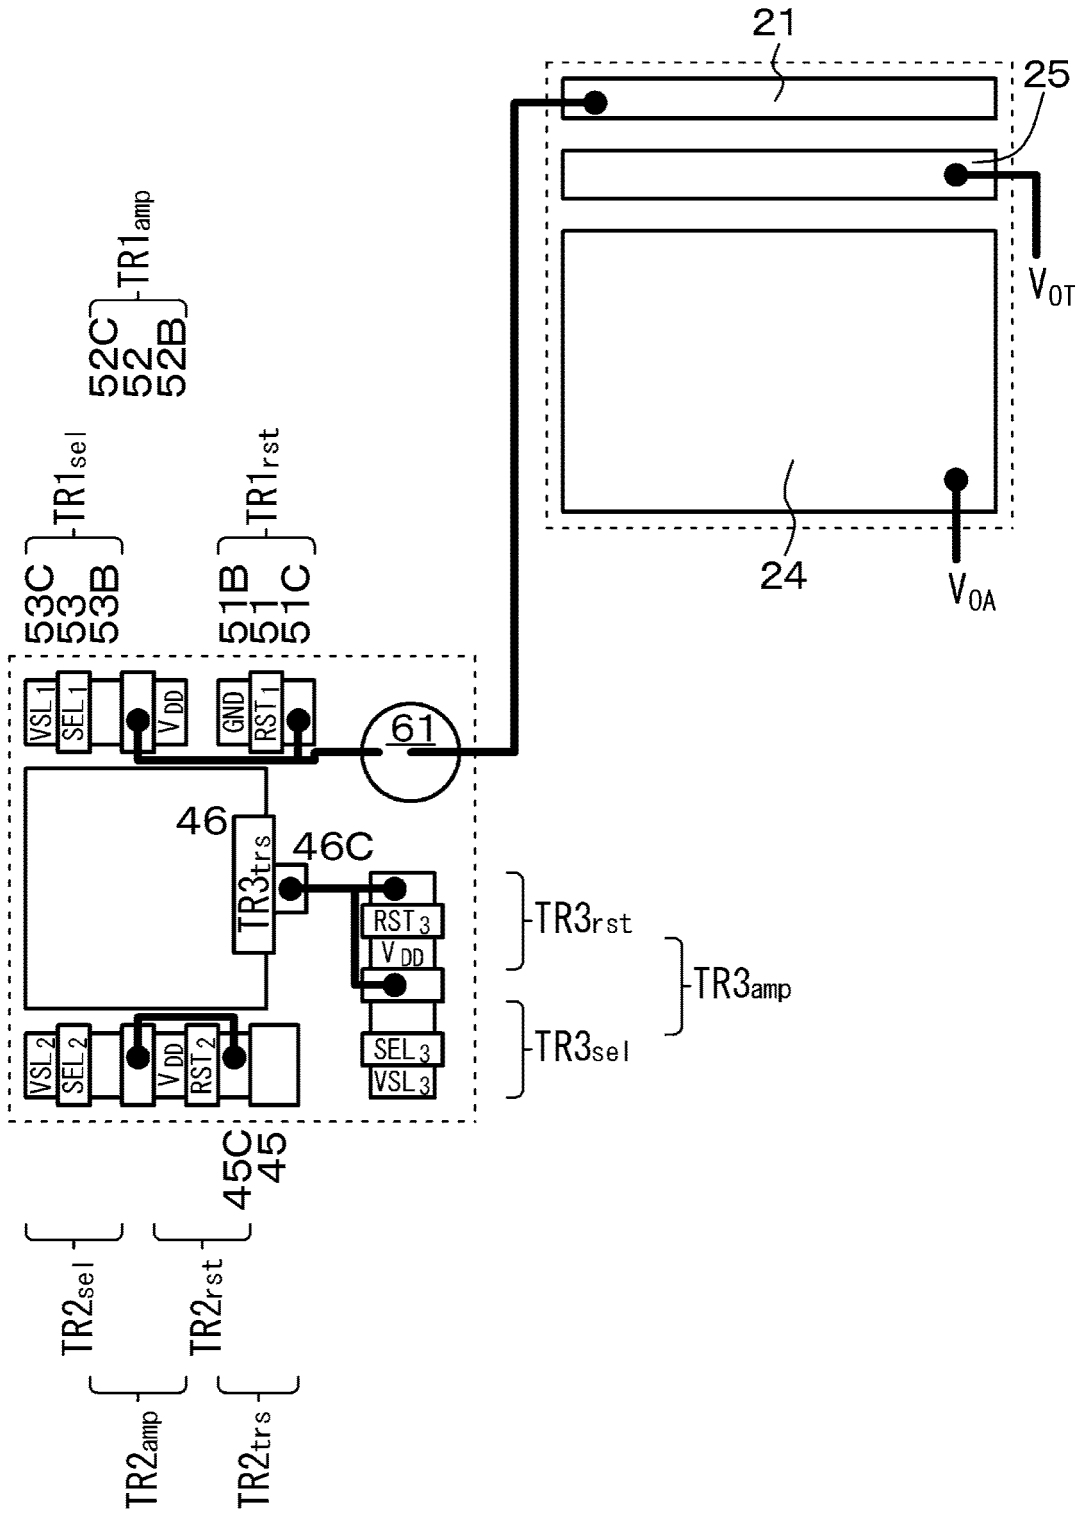 21
25
V_OT
24
V_OA
TR1amp
52C
52
52B
TR1sel
53C
53
53B
TR1rst
51B
51
51C
VSL1
SEL1
VDD
GND
RST1
61
46
TR3trs
46C
RST3
VDD
SEL3
VSL3
TR3rst
TR3amp
TR3sel
VSL2
SEL2
VDD
RST2
45C
45
TR2sel
TR2rst
TR2amp
TR2trs